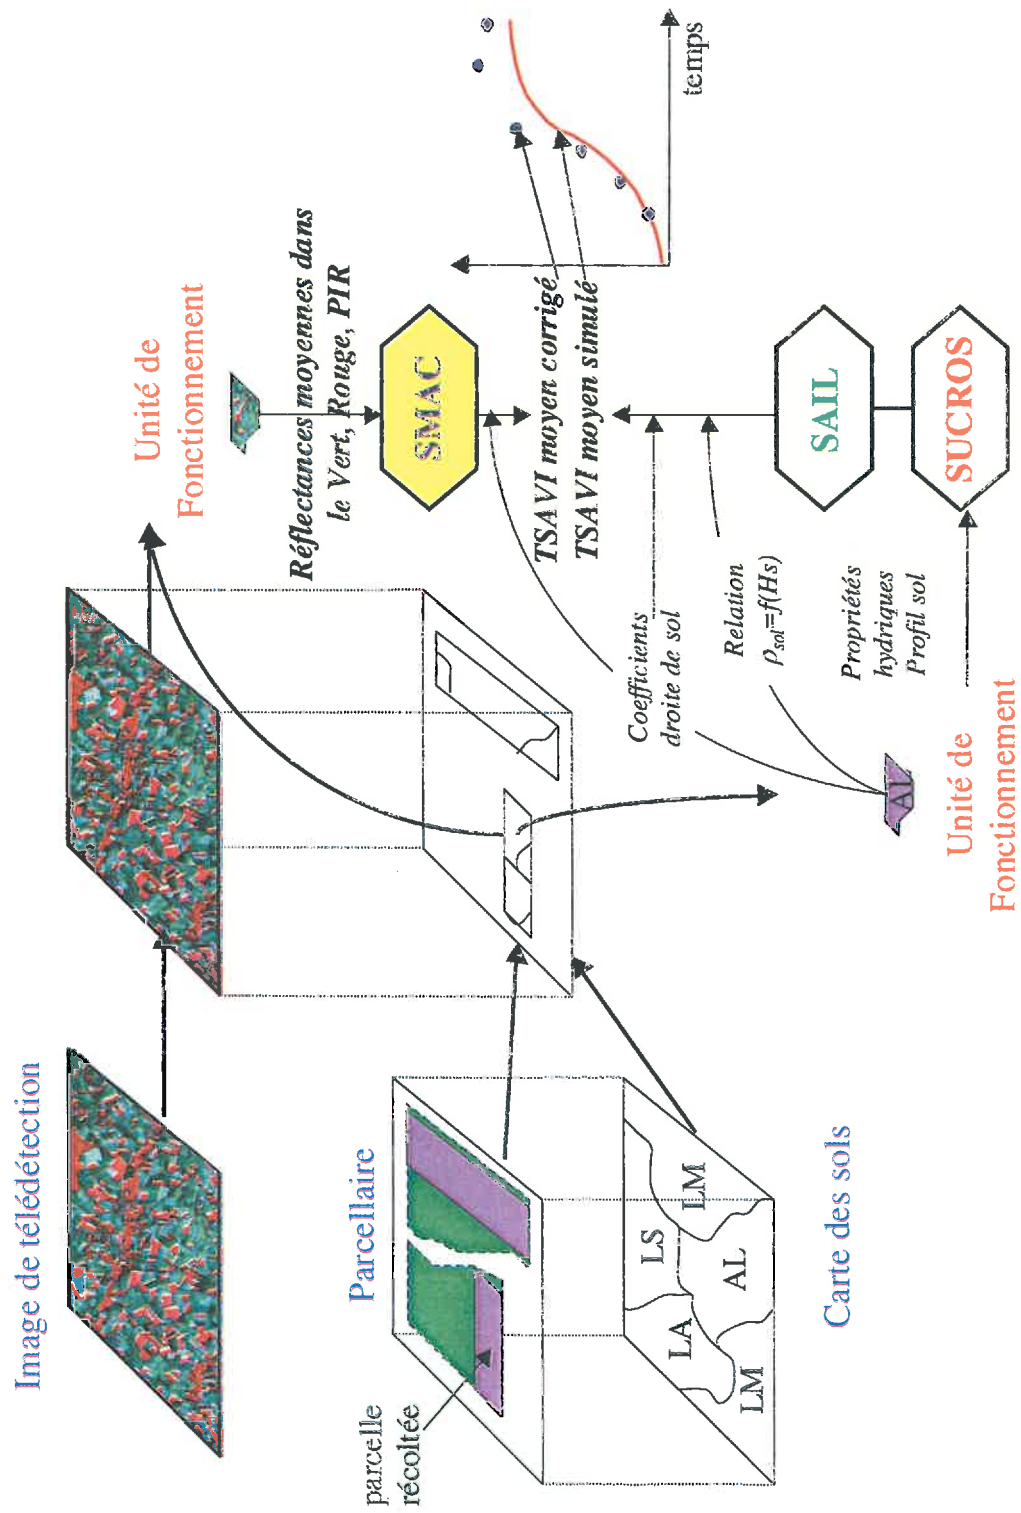 Image de télédétection
Parcellaire
parcelle
récoltée
LA
LS
LM
AL
LM
Carte des sols
Unité de
Fonctionnement
Réflectances moyennes dans
le Vert, Rouge, PIR
SMAC
TSAVI moyen corrigé
TSAVI moyen simulé
temps
Coefficients
droite de sol
Relation
ρsol=f(Hs)
Propriétés
hydriques
Profil sol
SAIL
SUCROS
AL
Unité de
Fonctionnement